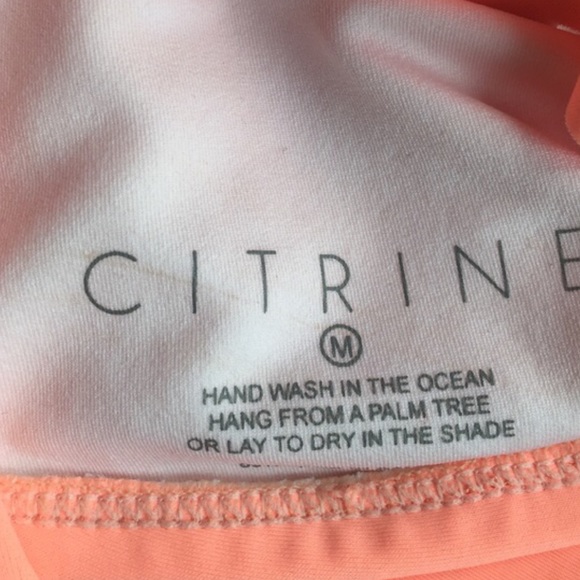 CITRINE
M
HAND WASH IN THE OCEAN
HANG FROM A PALM TREE
OR LAY TO DRY IN THE SHADE